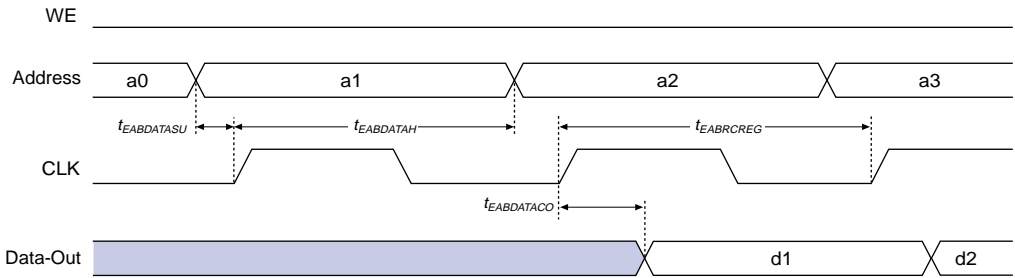 WE
Address
a0
a1
a2
a3
tEABDATASU
tEABDATAH
tEABRCREG
CLK
tEABDATACO
Data-Out
d1
d2